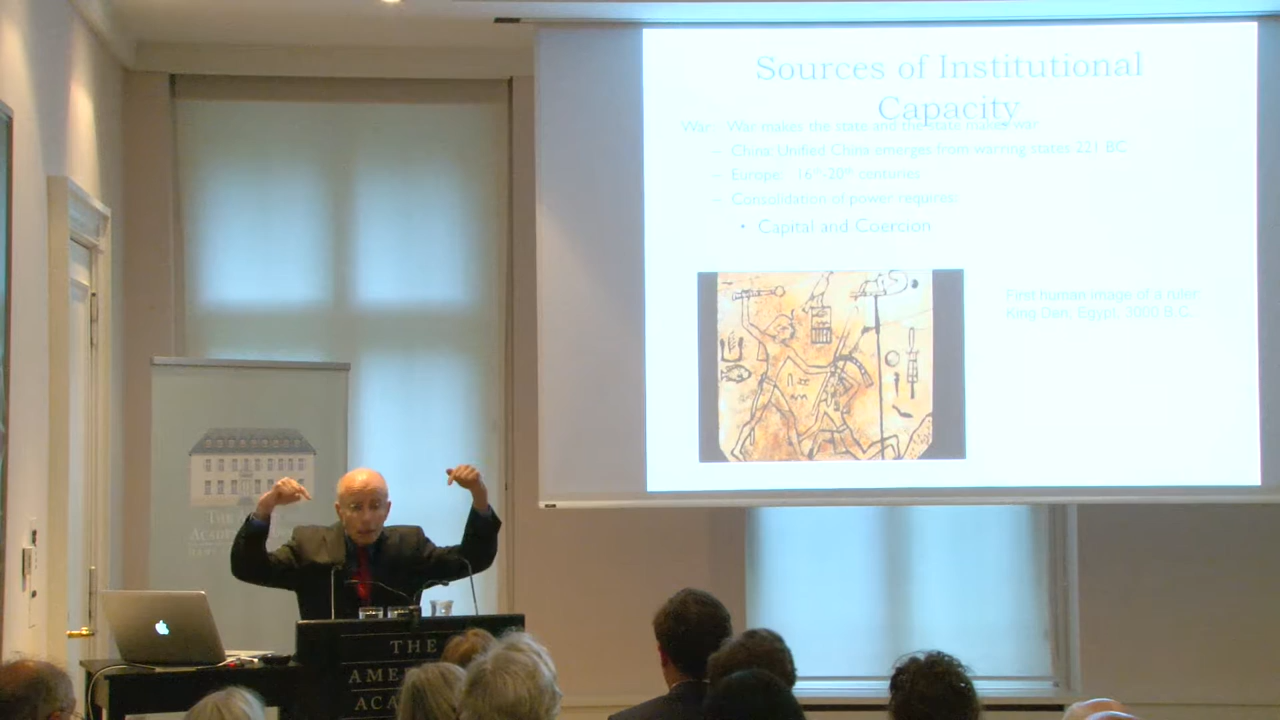 Sources of Institutional
Capacity
War - War makes the state and the state makes war
– China: Unified China emerges from warring states 221 BC
– Europe: 16th-20th centuries
– Consolidation of power requires:
• Capital and Coercion
First human image of a ruler:
King Den, Egypt, 3000 B.C.
THE
THE
AME
ACA